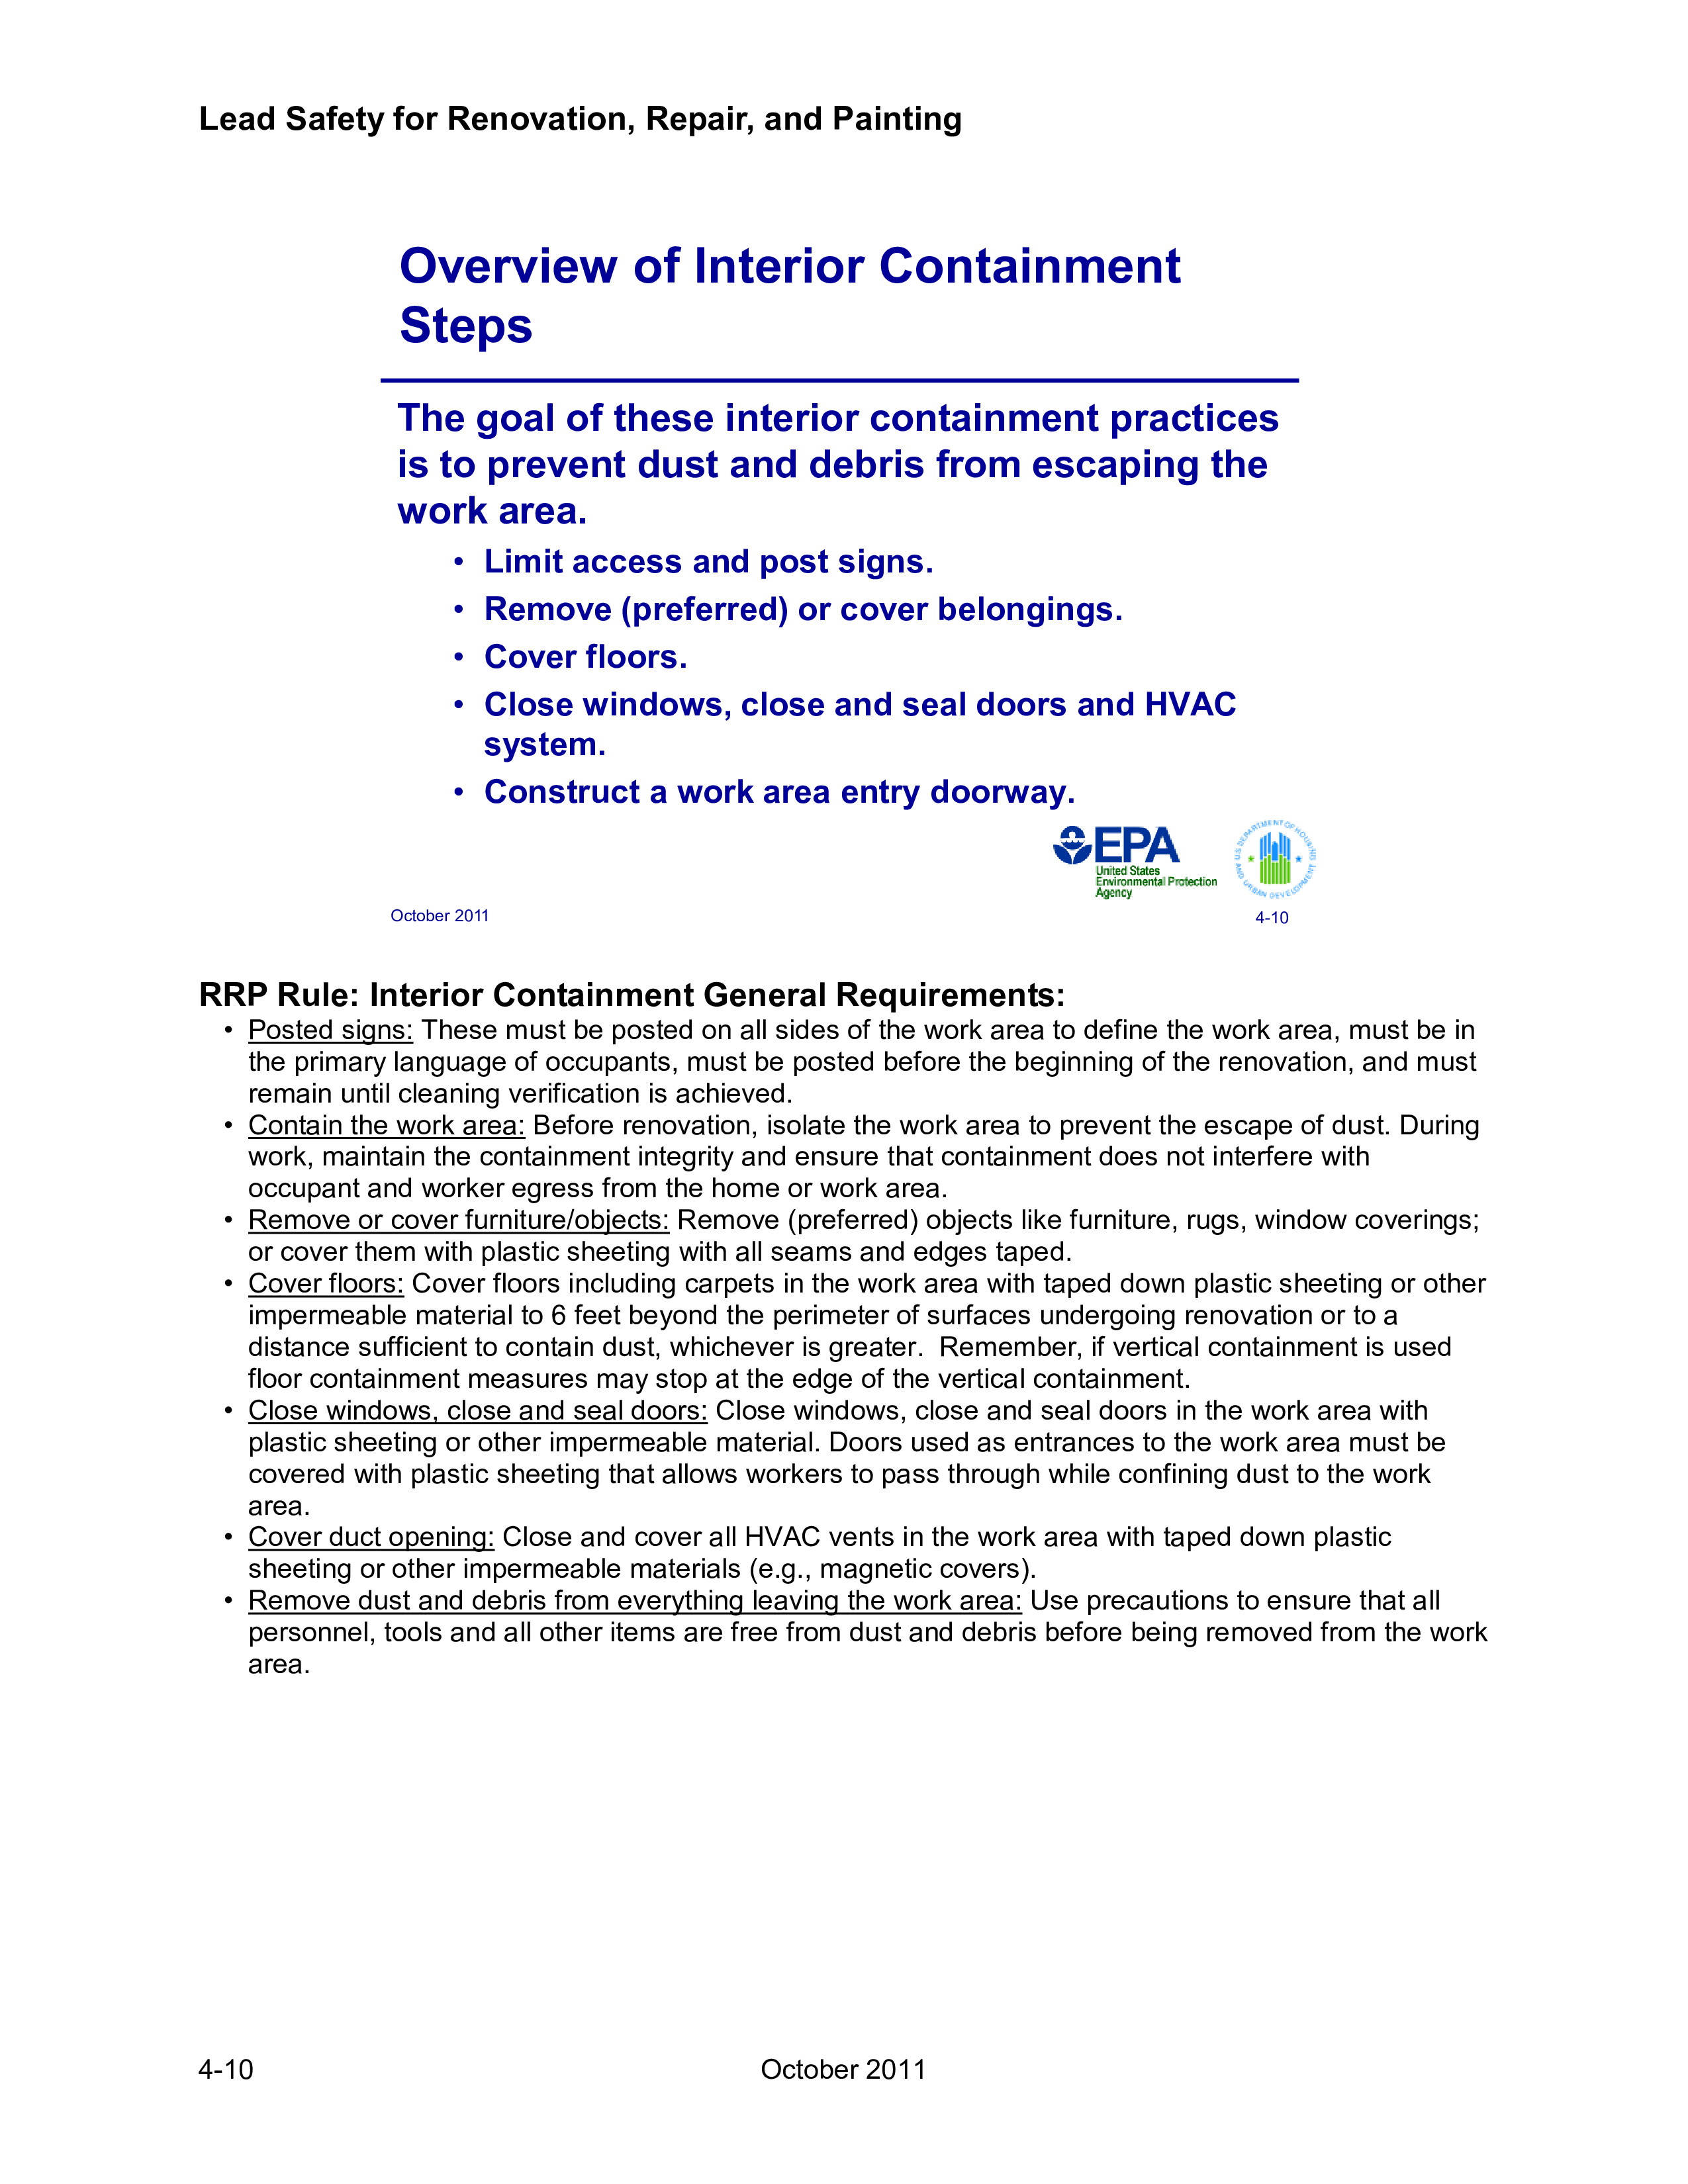 Lead Safety for Renovation, Repair, and Painting
Overview of Interior Containment
Steps
The goal of these interior containment practices
is to prevent dust and debris from escaping the
work area.
• Limit access and post signs.
• Remove (preferred) or cover belongings.
• Cover floors.
• Close windows, close and seal doors and HVAC
system.
• Construct a work area entry doorway.
EPA
United States
Environmental Protection
Agency
U.S. DEPARTMENT OF HOUSING AND URBAN DEVELOPMENT
October 2011
4-10
RRP Rule: Interior Containment General Requirements:
• Posted signs: These must be posted on all sides of the work area to define the work area, must be in
the primary language of occupants, must be posted before the beginning of the renovation, and must
remain until cleaning verification is achieved.
• Contain the work area: Before renovation, isolate the work area to prevent the escape of dust. During
work, maintain the containment integrity and ensure that containment does not interfere with
occupant and worker egress from the home or work area.
• Remove or cover furniture/objects: Remove (preferred) objects like furniture, rugs, window coverings;
or cover them with plastic sheeting with all seams and edges taped.
• Cover floors: Cover floors including carpets in the work area with taped down plastic sheeting or other
impermeable material to 6 feet beyond the perimeter of surfaces undergoing renovation or to a
distance sufficient to contain dust, whichever is greater.  Remember, if vertical containment is used
floor containment measures may stop at the edge of the vertical containment.
• Close windows, close and seal doors: Close windows, close and seal doors in the work area with
plastic sheeting or other impermeable material. Doors used as entrances to the work area must be
covered with plastic sheeting that allows workers to pass through while confining dust to the work
area.
• Cover duct opening: Close and cover all HVAC vents in the work area with taped down plastic
sheeting or other impermeable materials (e.g., magnetic covers).
• Remove dust and debris from everything leaving the work area: Use precautions to ensure that all
personnel, tools and all other items are free from dust and debris before being removed from the work
area.
4-10
October 2011